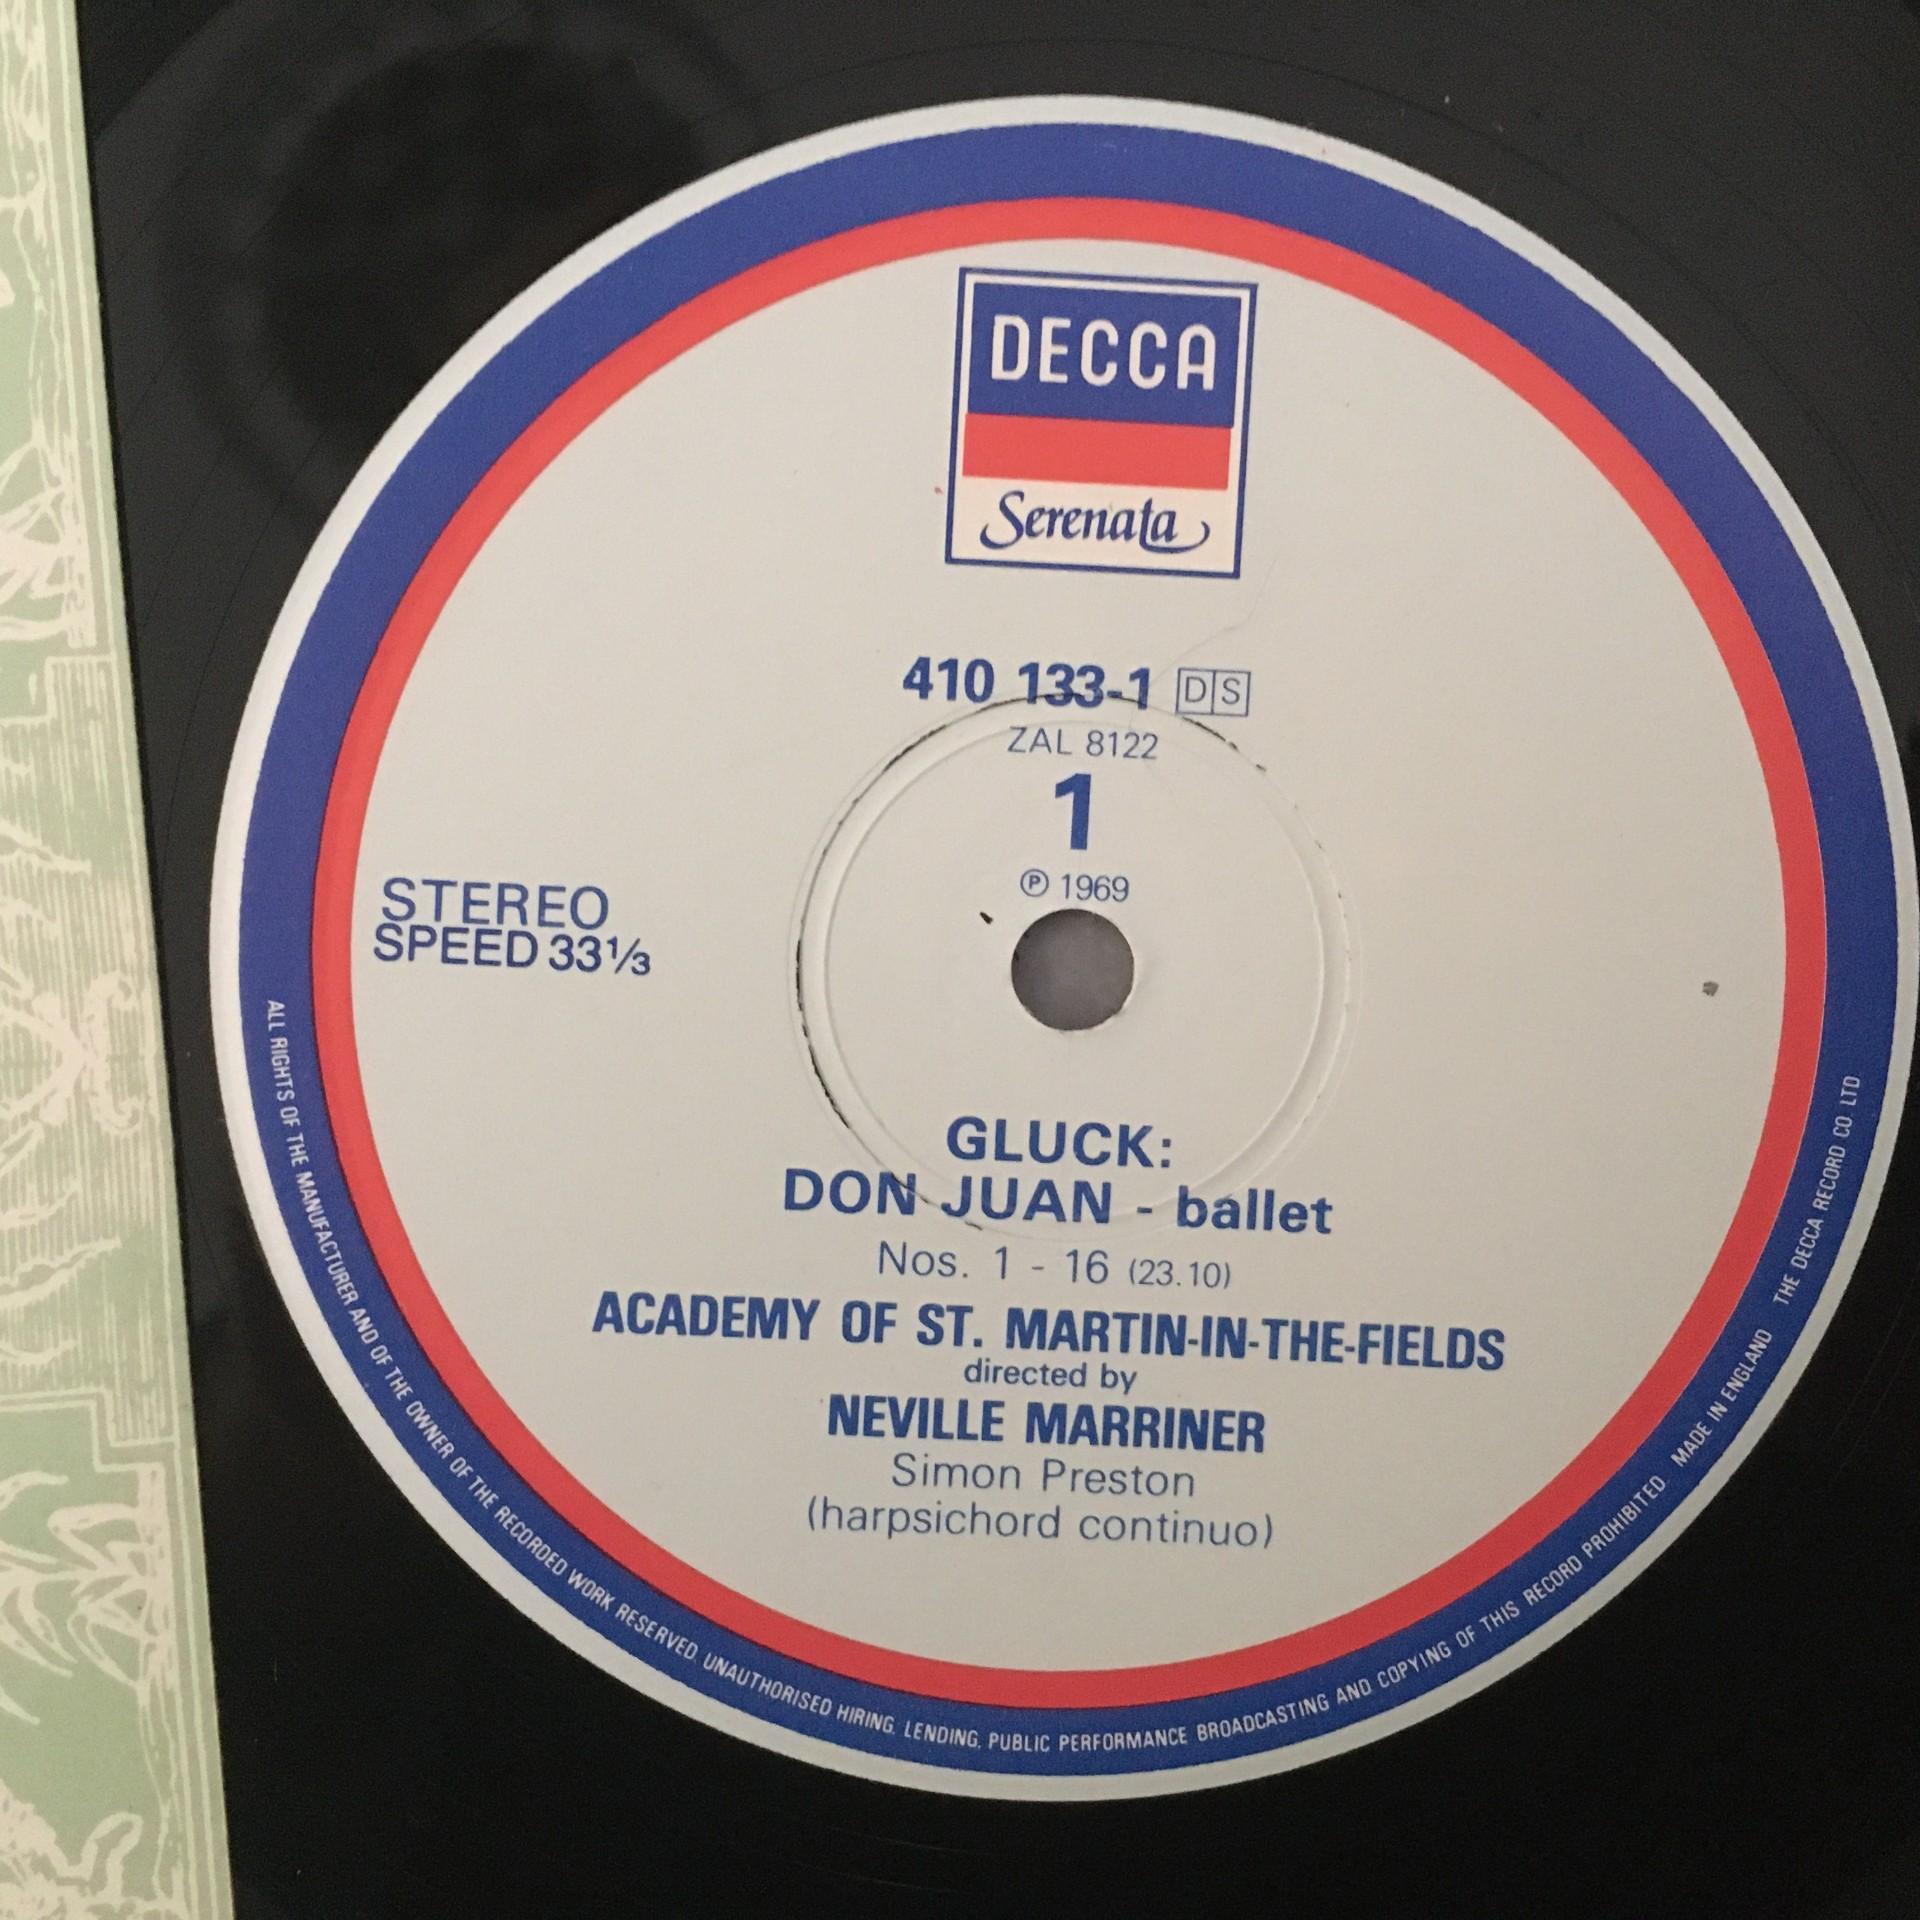 DECCA
Serenata
410 133-1 DS
ZAL 8122
1
℗ 1969
STEREO
SPEED 33⅓
GLUCK:
DON JUAN - ballet
Nos. 1 - 16 (23.10)
ACADEMY OF ST. MARTIN-IN-THE-FIELDS
directed by
NEVILLE MARRINER
Simon Preston
(harpsichord continuo)
ALL RIGHTS OF THE MANUFACTURER AND OF THE OWNER OF THE RECORDED WORK RESERVED. UNAUTHORISED HIRING, LENDING, PUBLIC PERFORMANCE BROADCASTING AND COPYING OF THIS RECORD PROHIBITED. MADE IN ENGLAND THE DECCA RECORD CO. LTD.